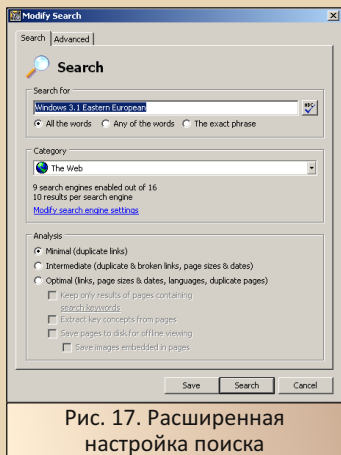 Modify Search
Search Advanced
Search
Search for
Windows 3.1 Eastern European
All the words Any of the words The exact phrase
Category
The Web
9 search engines enabled out of 16
10 results per search engine
Modify search engine settings
Analysis
Minimal (duplicate links)
Intermediate (duplicate & broken links, page sizes & dates)
Optimal (links, page sizes & dates, languages, duplicate pages)
Keep only results of pages containing
search keywords
Extract key concepts from pages
Save pages to disk for offline viewing
Save images embedded in pages
Save Search Cancel
Рис. 17. Расширенная
настройка поиска